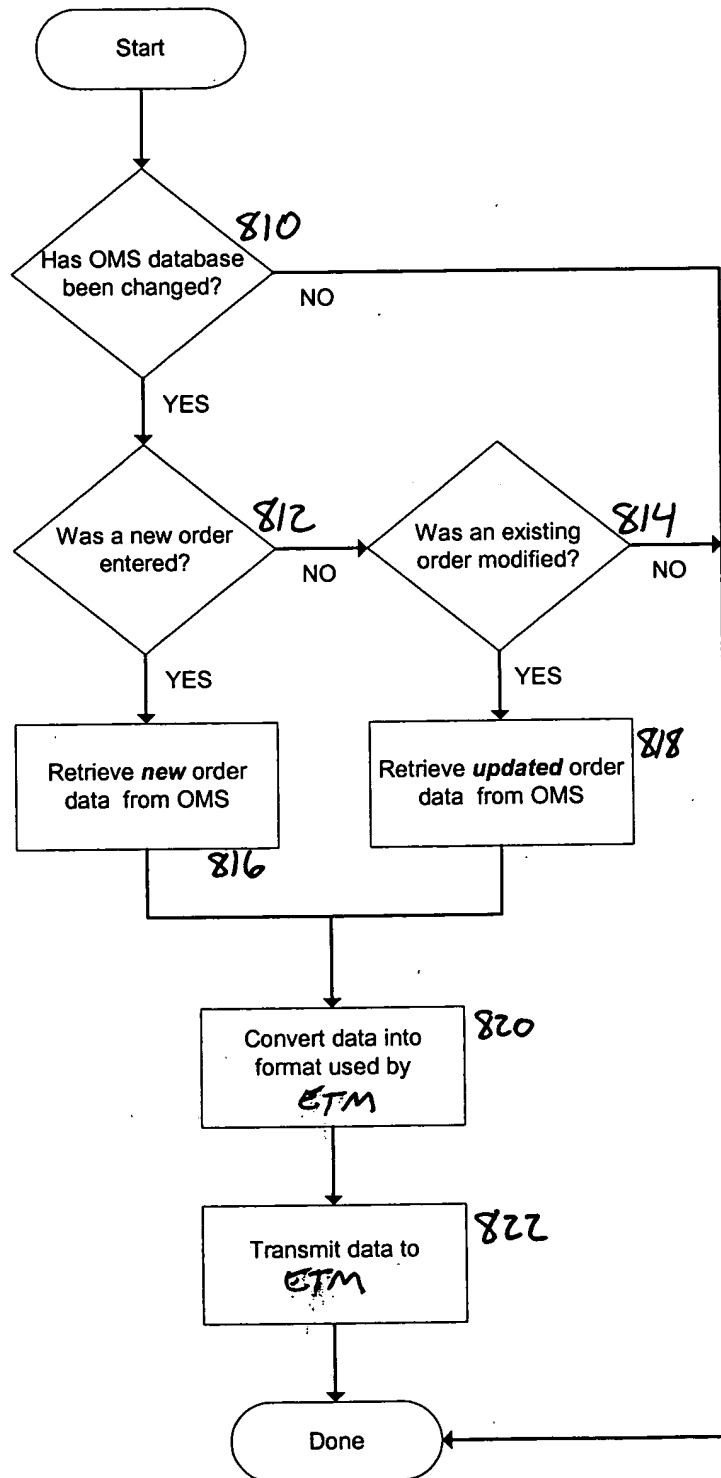 Start
810
Has OMS database
been changed?
NO
YES
812
Was a new order
entered?
NO
814
Was an existing
order modified?
NO
YES
YES
Retrieve new order
data from OMS
816
Retrieve updated order
data from OMS
818
Convert data into
format used by
ETM
820
Transmit data to
ETM
822
Done